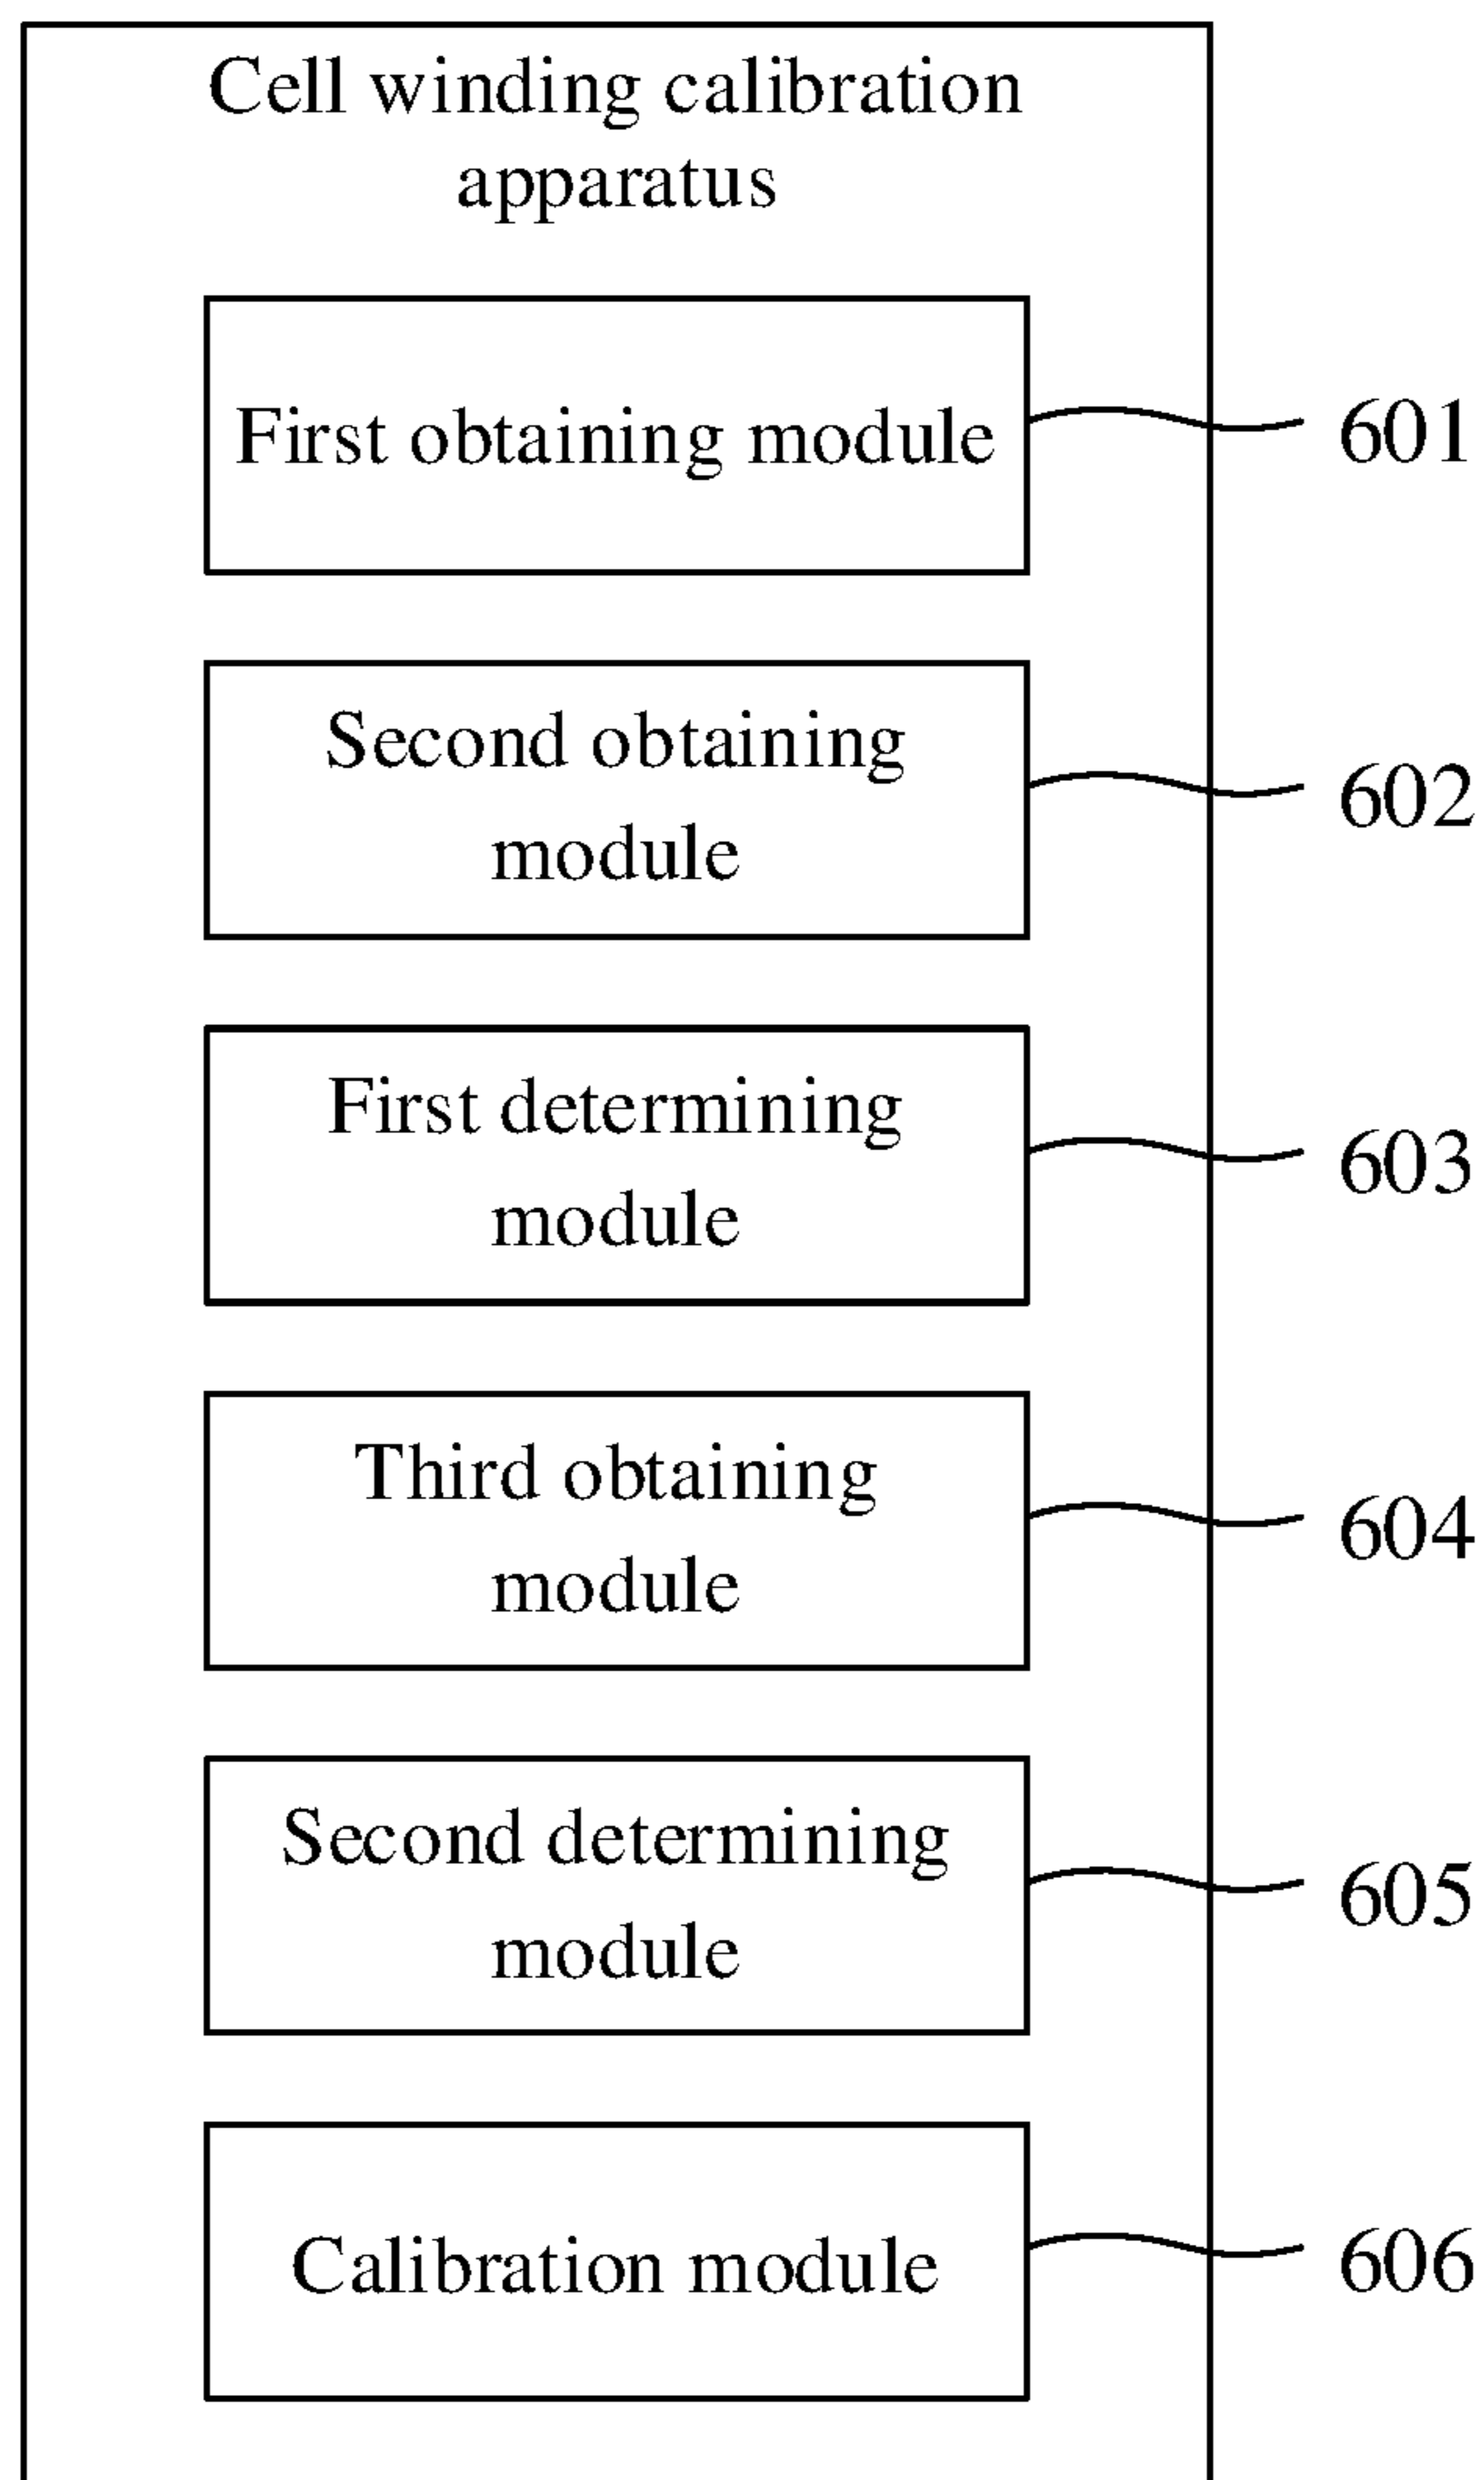 Cell winding calibration
apparatus
First obtaining module
601
Second obtaining
module
602
First determining
module
603
Third obtaining
module
604
Second determining
module
605
Calibration module
606